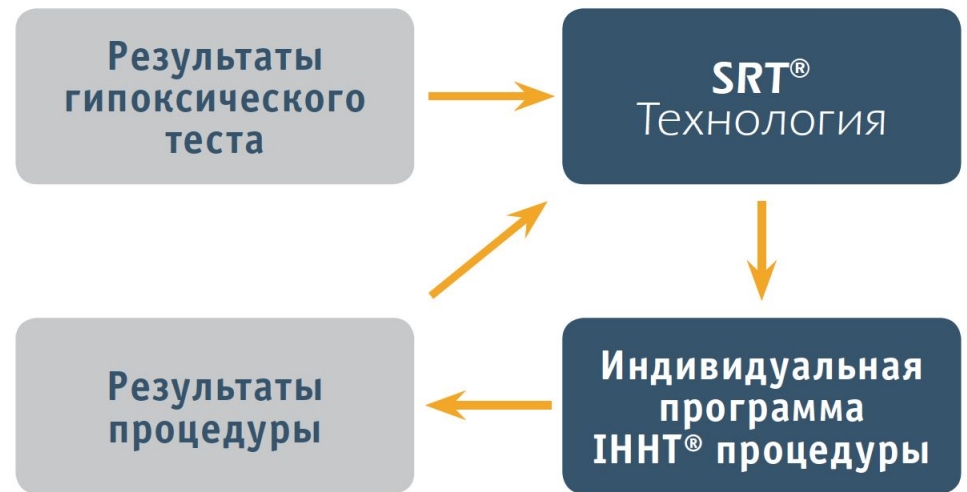 Результаты
гипоксического
теста
SRT®
Технология
Результаты
процедуры
Индивидуальная
программа
IHHT® процедуры